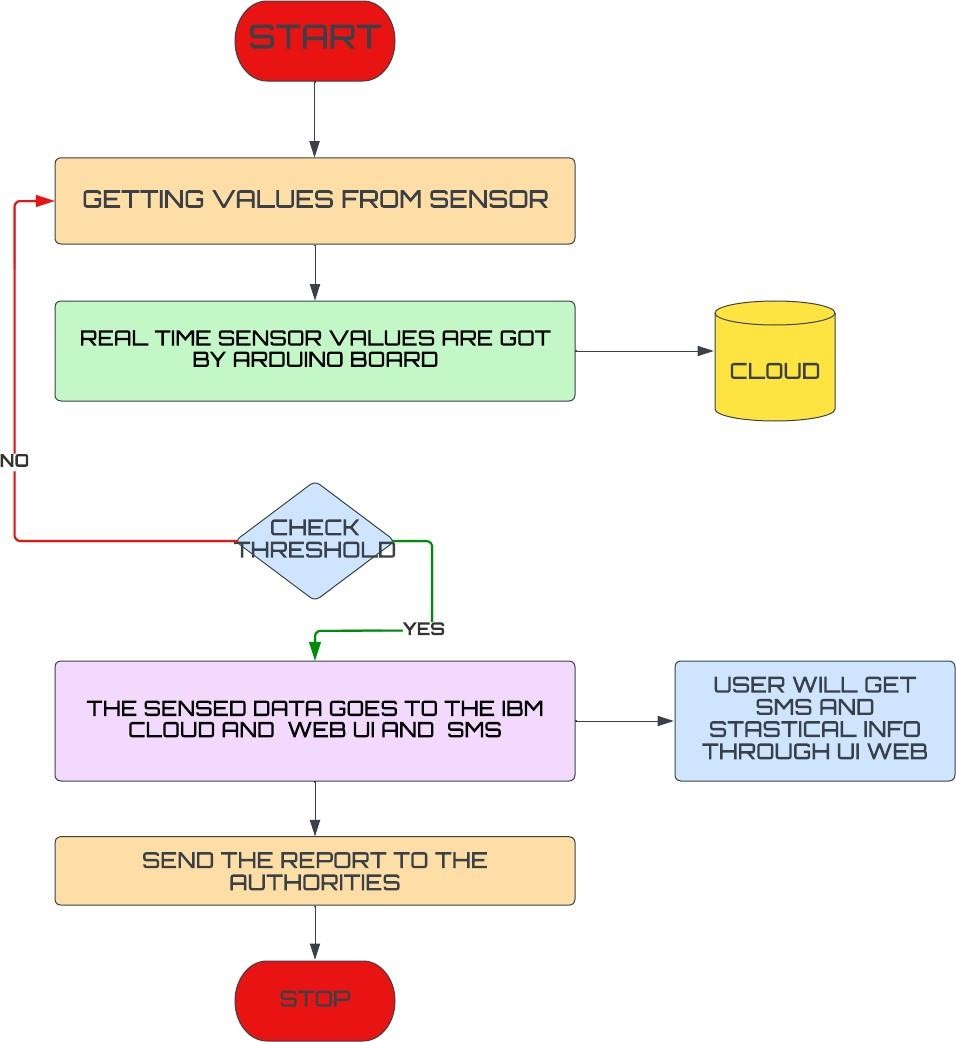 START
GETTING VALUES FROM SENSOR
REAL TIME SENSOR VALUES ARE GOT
BY ARDUINO BOARD
CLOUD
NO
CHECK
THRESHOLD
YES
THE SENSED DATA GOES TO THE IBM
CLOUD AND  WEB UI AND  SMS
USER WILL GET
SMS AND
STASTICAL INFO
THROUGH UI WEB
SEND THE REPORT TO THE
AUTHORITIES
STOP